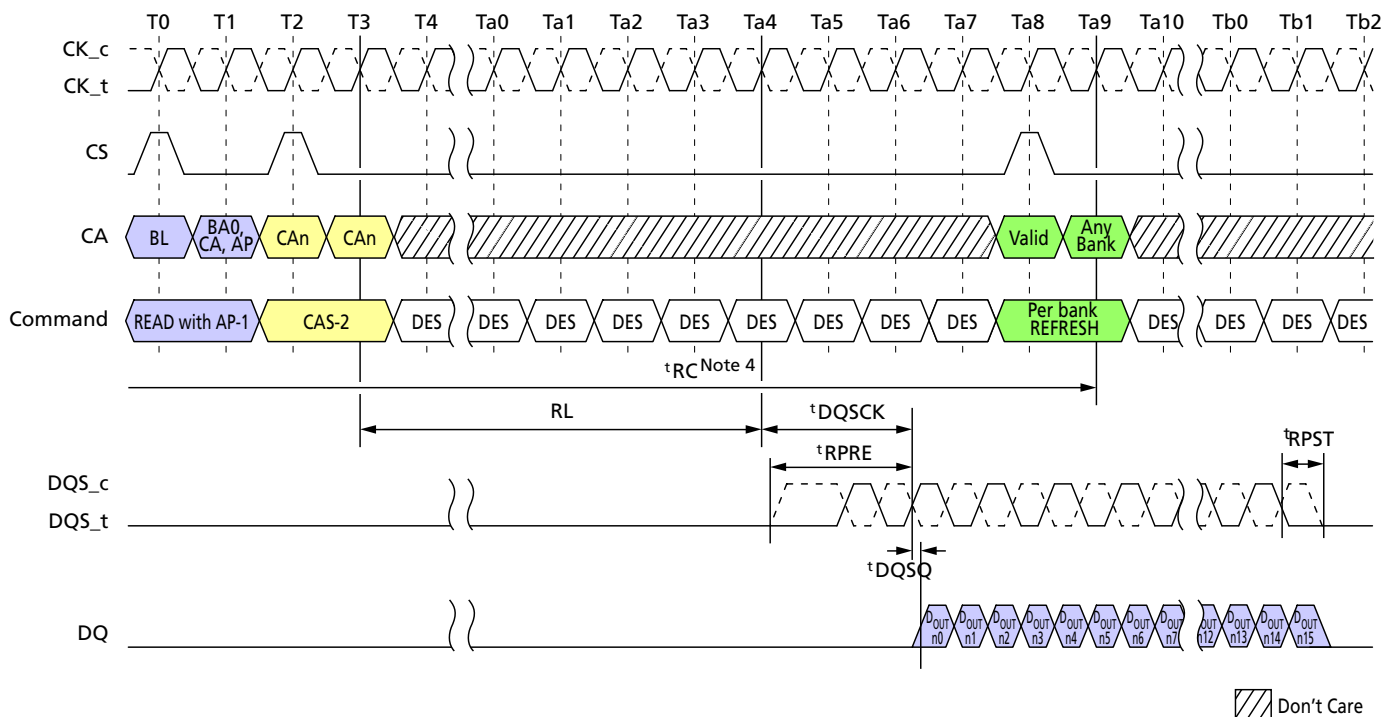 T0 T1 T2 T3 T4 Ta0 Ta1 Ta2 Ta3 Ta4 Ta5 Ta6 Ta7 Ta8 Ta9 Ta10 Tb0 Tb1 Tb2
CK_c
CK_t
CS
CA BL BA0, CA, AP CAn CAn Valid Any Bank
Command READ with AP-1 CAS-2 DES DES DES DES DES DES DES DES DES Per bank REFRESH DES DES DES DES
tRC Note 4
RL tDQSCK
tRPRE tRPST
DQS_c
DQS_t
tDQSQ
DQ DOUT n0 DOUT n1 DOUT n2 DOUT n3 DOUT n4 DOUT n5 DOUT n6 DOUT n7 DOUT n12 DOUT n13 DOUT n14 DOUT n15
Don't Care